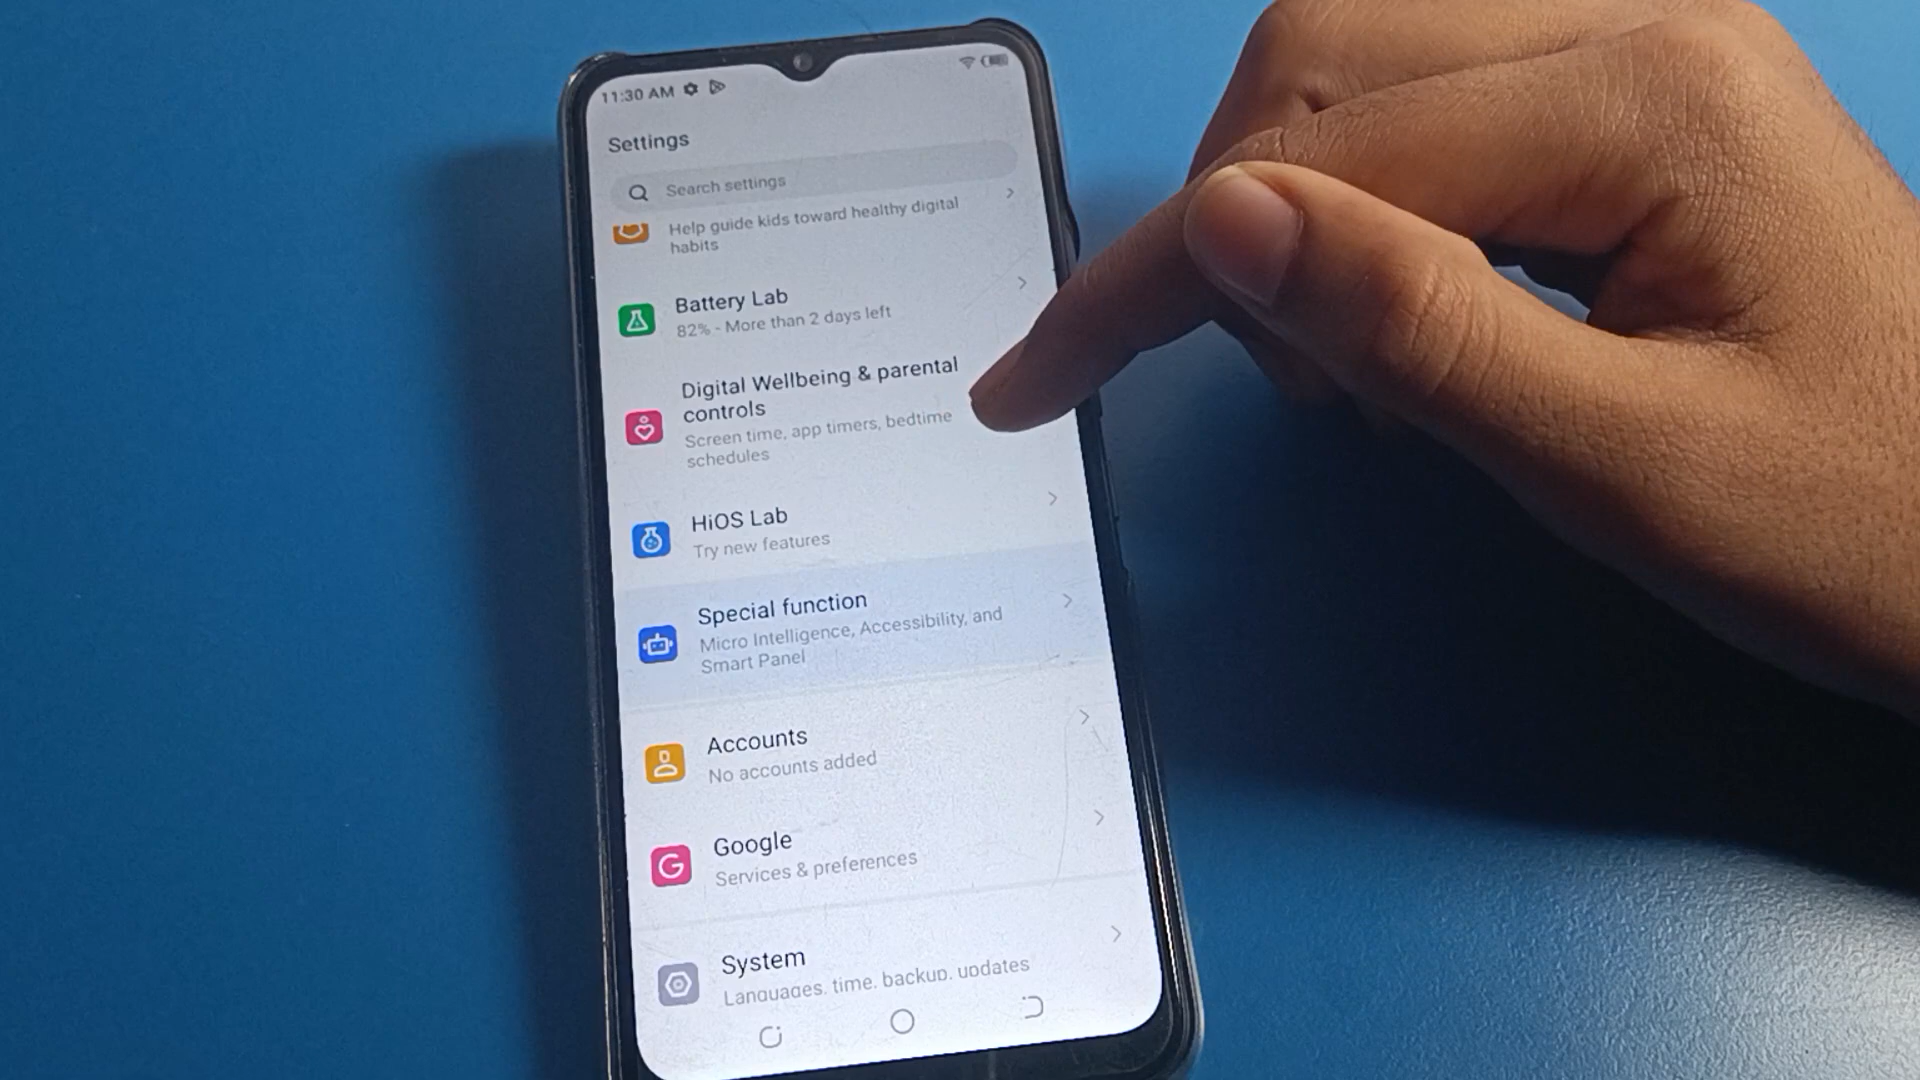 11:30 AM
Settings
Search settings
Help guide kids toward healthy digital
habits
Battery Lab
82% - More than 2 days left
Digital Wellbeing & parental
controls
Screen time, app timers, bedtime
schedules
HiOS Lab
Try new features
Special function
Micro Intelligence, Accessibility, and
Smart Panel
Accounts
No accounts added
Google
Services & preferences
System
Languages, time, backup, updates